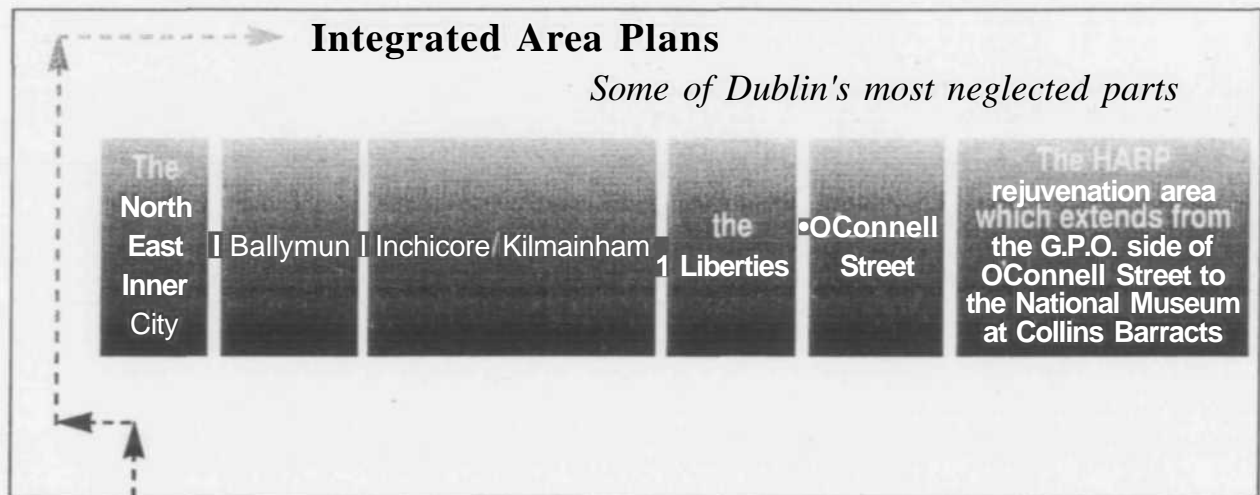 Integrated Area Plans
Some of Dublin's most neglected parts
The
North
East
Inner
City
I Ballymun
I Inchicore/Kilmainham
the
1 Liberties
•OConnell
Street
The HARP
rejuvenation area
which extends from
the G.P.O. side of
OConnell Street to
the National Museum
at Collins Barracts